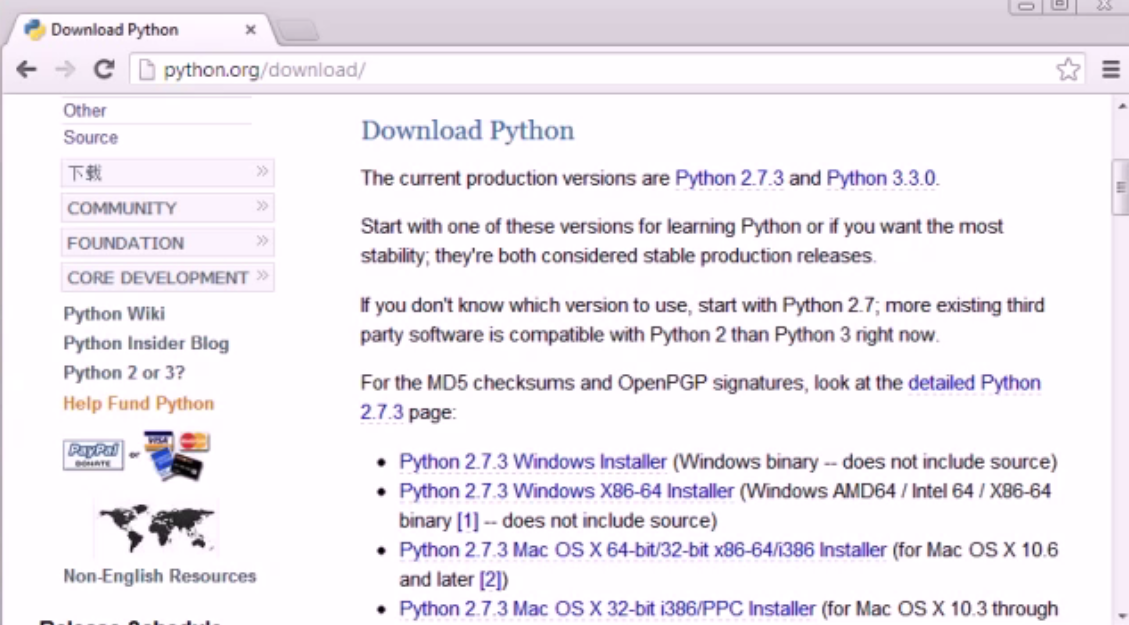 Download Python
python.org/download/
Other
Source
下载
COMMUNITY
FOUNDATION
CORE DEVELOPMENT
Python Wiki
Python Insider Blog
Python 2 or 3?
Help Fund Python
PayPal
DONATE
or
VISA
MasterCard
Non-English Resources
Release Schedule
Download Python
The current production versions are Python 2.7.3 and Python 3.3.0.
Start with one of these versions for learning Python or if you want the most
stability; they're both considered stable production releases.
If you don't know which version to use, start with Python 2.7; more existing third
party software is compatible with Python 2 than Python 3 right now.
For the MD5 checksums and OpenPGP signatures, look at the detailed Python
2.7.3 page:
• Python 2.7.3 Windows Installer (Windows binary -- does not include source)
• Python 2.7.3 Windows X86-64 Installer (Windows AMD64 / Intel 64 / X86-64
binary [1] -- does not include source)
• Python 2.7.3 Mac OS X 64-bit/32-bit x86-64/i386 Installer (for Mac OS X 10.6
and later [2])
• Python 2.7.3 Mac OS X 32-bit i386/PPC Installer (for Mac OS X 10.3 through